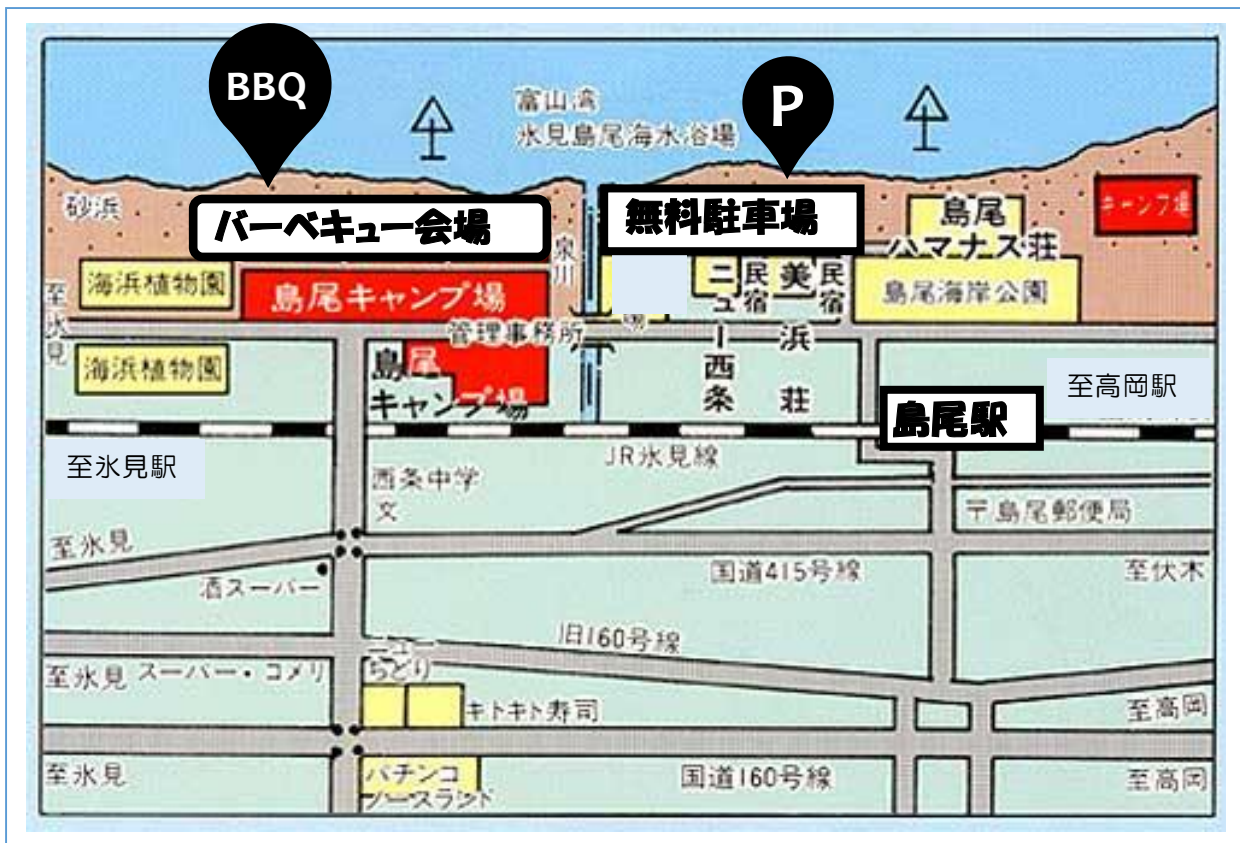 BBQ
P
富山湾
氷見島尾海水浴場
砂浜
バーベキュー会場
泉川
無料駐車場
島尾
ハマナス荘
キャンプ場
海浜植物園
島尾キャンプ場
ニュー西条
民宿
美浜荘
民宿
島尾海岸公園
至氷見
管理事務所
海浜植物園
島尾
キャンプ場
至高岡駅
島尾駅
至氷見駅
JR氷見線
西条中学
文
〒島尾郵便局
至氷見
国道415号線
至伏木
酒スーパー
旧160号線
至氷見
スーパー・コメリ
ニュー
ちどり
キトキト寿司
至高岡
至氷見
パチンコ
ノースランド
国道160号線
至高岡